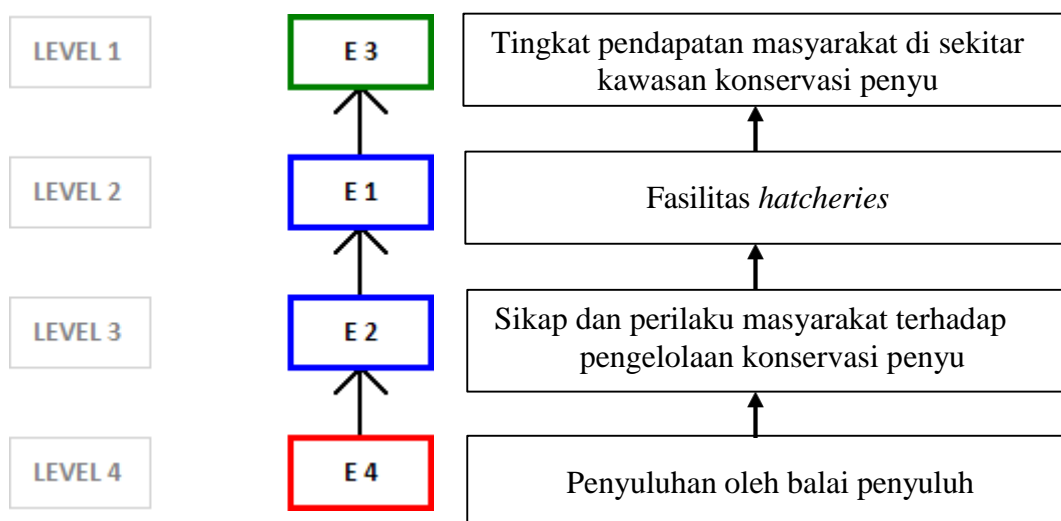 LEVEL 1
E 3
Tingkat pendapatan masyarakat di sekitar
kawasan konservasi penyu
LEVEL 2
E 1
Fasilitas hatcheries
LEVEL 3
E 2
Sikap dan perilaku masyarakat terhadap
pengelolaan konservasi penyu
LEVEL 4
E 4
Penyuluhan oleh balai penyuluh